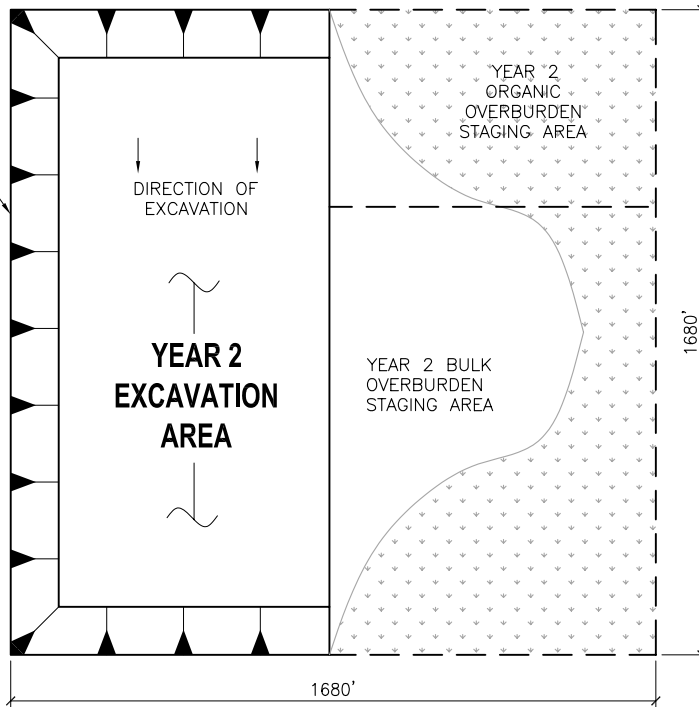 YEAR 2
ORGANIC
OVERBURDEN
STAGING AREA
DIRECTION OF
EXCAVATION
YEAR 2
EXCAVATION
AREA
YEAR 2 BULK
OVERBURDEN
STAGING AREA
1680'
1680'